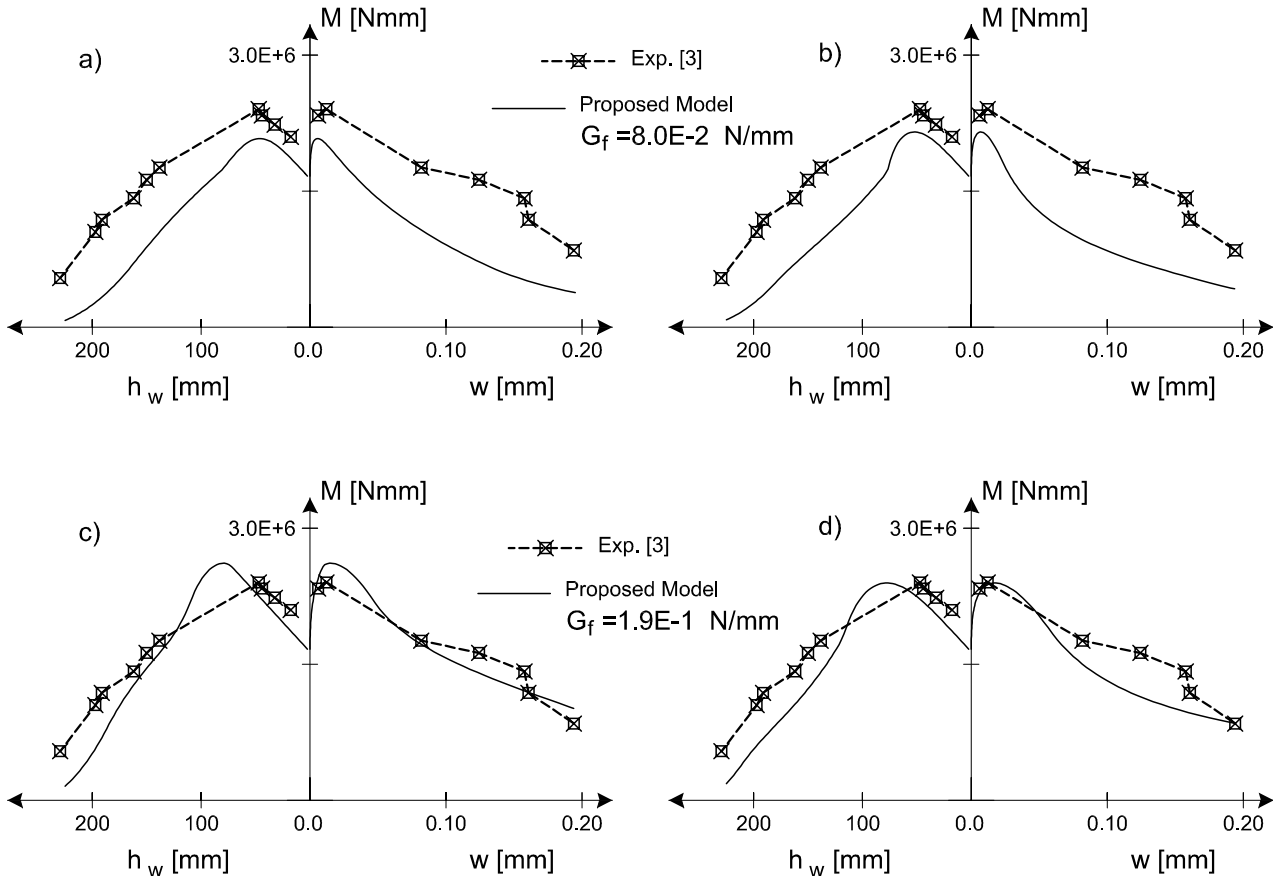 M [Nmm]
M [Nmm]
a)
3.0E+6
Exp. [3]
b)
3.0E+6
Proposed Model
G_f =8.0E-2 N/mm
200
100
0.0
0.10
0.20
200
100
0.0
0.10
0.20
h_w [mm]
w [mm]
h_w [mm]
w [mm]
M [Nmm]
M [Nmm]
c)
3.0E+6
Exp. [3]
d)
3.0E+6
Proposed Model
G_f =1.9E-1 N/mm
200
100
0.0
0.10
0.20
200
100
0.0
0.10
0.20
h_w [mm]
w [mm]
h_w [mm]
w [mm]